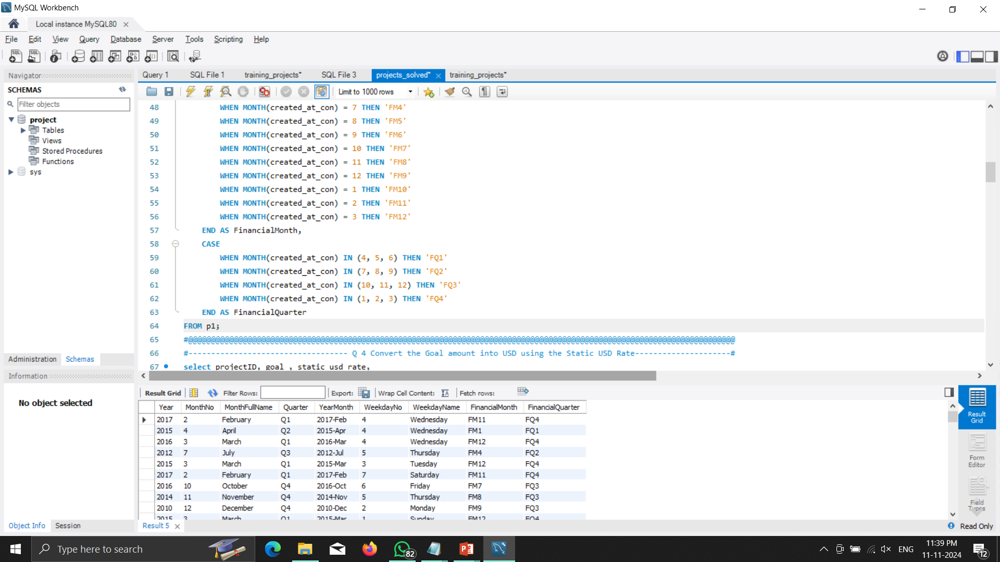 MySQL Workbench
Local instance MySQL80
File Edit View Query Database Server Tools Scripting Help
Navigator
SCHEMAS
Filter objects
project
Tables
Views
Stored Procedures
Functions
sys
Administration Schemas
Information
No object selected
Object Info Session
Query 1 SQL File 1 training_projects* SQL File 3 projects_solved* training_projects*
Limit to 1000 rows
48 WHEN MONTH(created_at_con) = 7 THEN 'FM4'
49 WHEN MONTH(created_at_con) = 8 THEN 'FM5'
50 WHEN MONTH(created_at_con) = 9 THEN 'FM6'
51 WHEN MONTH(created_at_con) = 10 THEN 'FM7'
52 WHEN MONTH(created_at_con) = 11 THEN 'FM8'
53 WHEN MONTH(created_at_con) = 12 THEN 'FM9'
54 WHEN MONTH(created_at_con) = 1 THEN 'FM10'
55 WHEN MONTH(created_at_con) = 2 THEN 'FM11'
56 WHEN MONTH(created_at_con) = 3 THEN 'FM12'
57 END AS FinancialMonth,
58 CASE
59 WHEN MONTH(created_at_con) IN (4, 5, 6) THEN 'FQ1'
60 WHEN MONTH(created_at_con) IN (7, 8, 9) THEN 'FQ2'
61 WHEN MONTH(created_at_con) IN (10, 11, 12) THEN 'FQ3'
62 WHEN MONTH(created_at_con) IN (1, 2, 3) THEN 'FQ4'
63 END AS FinancialQuarter
64 FROM p1;
65 #@@@@@@@@@@@@@@@@@@@@@@@@@@@@@@@@@@@@@@@@@@@@@@@@@@@@@@@@@@@@@@@@@@@@@@@@@@@@@@@@@@@@@@@@@@@@@@@@@@@@@@@@@@@@@@@@@@@@@@@@
66 #----------------------------------- Q 4 Convert the Goal amount into USD using the Static USD Rate---------------------#
67 select projectID, goal , static_usd_rate,
Result Grid Filter Rows: Export: Wrap Cell Content: Fetch rows:
Year MonthNo MonthFullName Quarter YearMonth WeekdayNo WeekdayName FinancialMonth FinancialQuarter
2017 2 February Q1 2017-Feb 4 Wednesday FM11 FQ4
2015 4 April Q2 2015-Apr 4 Wednesday FM1 FQ1
2016 3 March Q1 2016-Mar 4 Wednesday FM12 FQ4
2012 7 July Q3 2012-Jul 5 Thursday FM4 FQ2
2015 3 March Q1 2015-Mar 3 Tuesday FM12 FQ4
2017 2 February Q1 2017-Feb 7 Saturday FM11 FQ4
2016 10 October Q4 2016-Oct 6 Friday FM7 FQ3
2014 11 November Q4 2014-Nov 5 Thursday FM8 FQ3
2010 12 December Q4 2010-Dec 2 Monday FM9 FQ3
2015 3 March Q1 2015-Mar 1 Sunday FM12 FQ4
Result Grid
Form Editor
Field Types
Result 5
Read Only
Type here to search
82
ENG
11:39 PM
11-11-2024
12